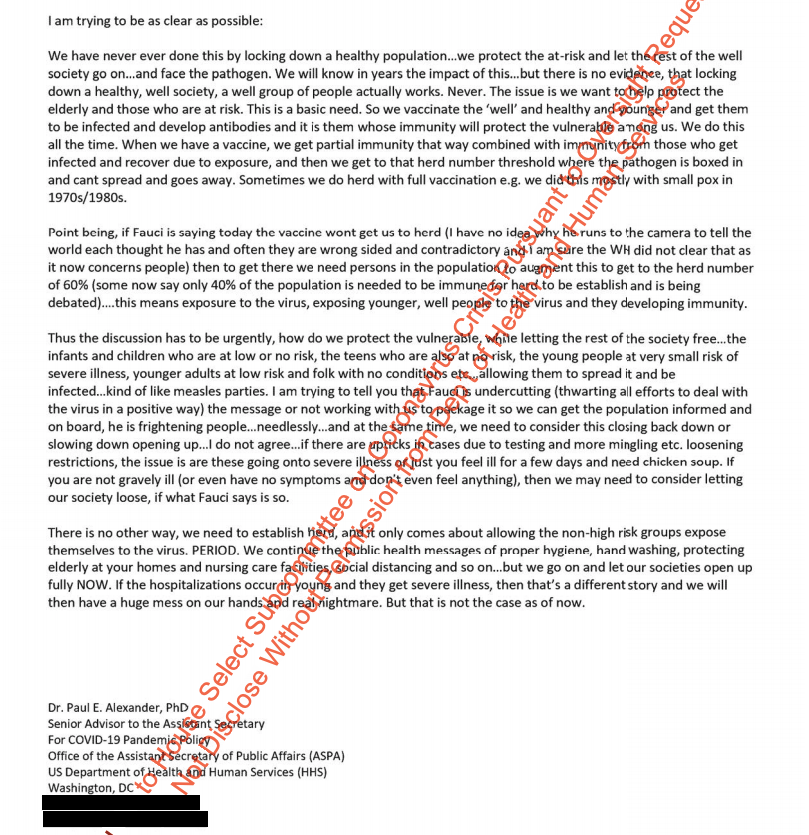 I am trying to be as clear as possible:
We have never ever done this by locking down a healthy population...we protect the at-risk and let the rest of the well
society go on...and face the pathogen. We will know in years the impact of this...but there is no evidence, that locking
down a healthy, well society, a well group of people actually works. Never. The issue is we want to help protect the
elderly and those who are at risk. This is a basic need. So we vaccinate the 'well' and healthy and younger and get them
to be infected and develop antibodies and it is them whose immunity will protect the vulnerable among us. We do this
all the time. When we have a vaccine, we get partial immunity that way combined with immunity from those who get
infected and recover due to exposure, and then we get to that herd number threshold where the pathogen is boxed in
and cant spread and goes away. Sometimes we do herd with full vaccination e.g. we did this mostly with small pox in
1970s/1980s.
Point being, if Fauci is saying today the vaccine wont get us to herd (I have no idea why he runs to the camera to tell the
world each thought he has and often they are wrong sided and contradictory and I am sure the WH did not clear that as
it now concerns people) then to get there we need persons in the population to augment this to get to the herd number
of 60% (some now say only 40% of the population is needed to be immune for herd to be establish and is being
debated)....this means exposure to the virus, exposing younger, well people to the virus and they developing immunity.
Thus the discussion has to be urgently, how do we protect the vulnerable, while letting the rest of the society free...the
infants and children who are at low or no risk, the teens who are also at no risk, the young people at very small risk of
severe illness, younger adults at low risk and folk with no conditions etc...allowing them to spread it and be
infected...kind of like measles parties. I am trying to tell you that Fauci is undercutting (thwarting all efforts to deal with
the virus in a positive way) the message or not working with us to package it so we can get the population informed and
on board, he is frightening people...needlessly...and at the same time, we need to consider this closing back down or
slowing down opening up...I do not agree...if there are upticks in cases due to testing and more mingling etc. loosening
restrictions, the issue is are these going onto severe illness or just you feel ill for a few days and need chicken soup. If
you are not gravely ill (or even have no symptoms and don't even feel anything), then we may need to consider letting
our society loose, if what Fauci says is so.
There is no other way, we need to establish herd, and it only comes about allowing the non-high risk groups expose
themselves to the virus. PERIOD. We continue the public health messages of proper hygiene, hand washing, protecting
elderly at your homes and nursing care facilities, social distancing and so on...but we go on and let our societies open up
fully NOW. If the hospitalizations occur in young and they get severe illness, then that's a different story and we will
then have a huge mess on our hands and real nightmare. But that is not the case as of now.
Dr. Paul E. Alexander, PhD
Senior Advisor to the Assistant Secretary
For COVID-19 Pandemic Policy
Office of the Assistant Secretary of Public Affairs (ASPA)
US Department of Health and Human Services (HHS)
Washington, DC
to House Select Subcommittee on Coronavirus Crisis Pursuant to Oversight Reque
Not Disclose Without Permission from Dept of Health and Human Services